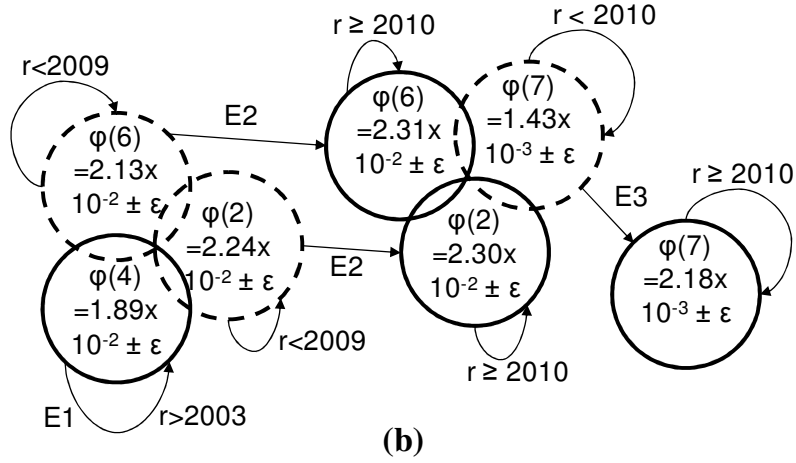 r<2009
φ(6)
=2.13x
10⁻² ± ε
E2
r ≥ 2010
φ(6)
=2.31x
10⁻² ± ε
r < 2010
φ(7)
=1.43x
10⁻³ ± ε
φ(2)
=2.24x
10⁻² ± ε
r<2009
E2
φ(2)
=2.30x
10⁻² ± ε
r ≥ 2010
E3
r ≥ 2010
φ(7)
=2.18x
10⁻³ ± ε
φ(4)
=1.89x
10⁻² ± ε
E1
r>2003
(b)